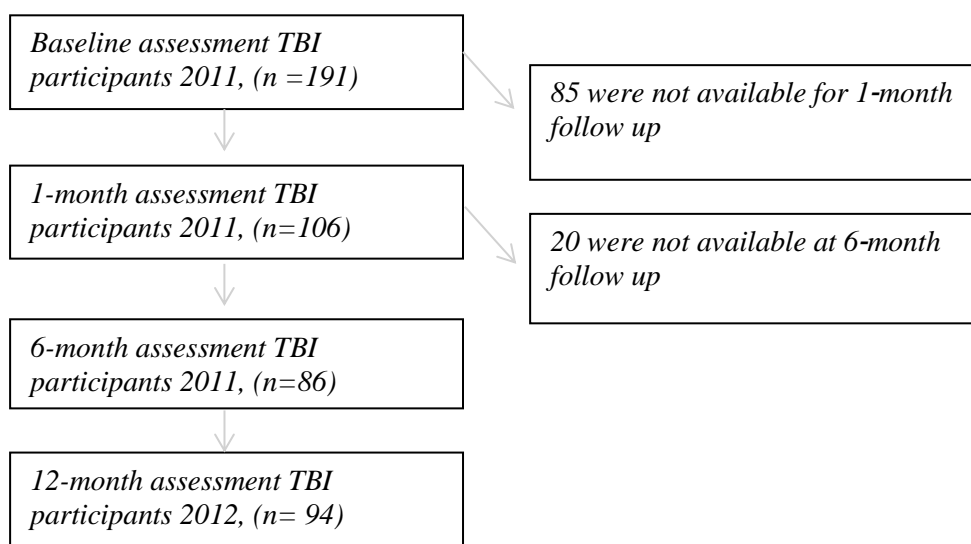 Baseline assessment TBI
participants 2011, (n =191)
85 were not available for 1-month
follow up
1-month assessment TBI
participants 2011, (n=106)
20 were not available at 6-month
follow up
6-month assessment TBI
participants 2011, (n=86)
12-month assessment TBI
participants 2012, (n= 94)